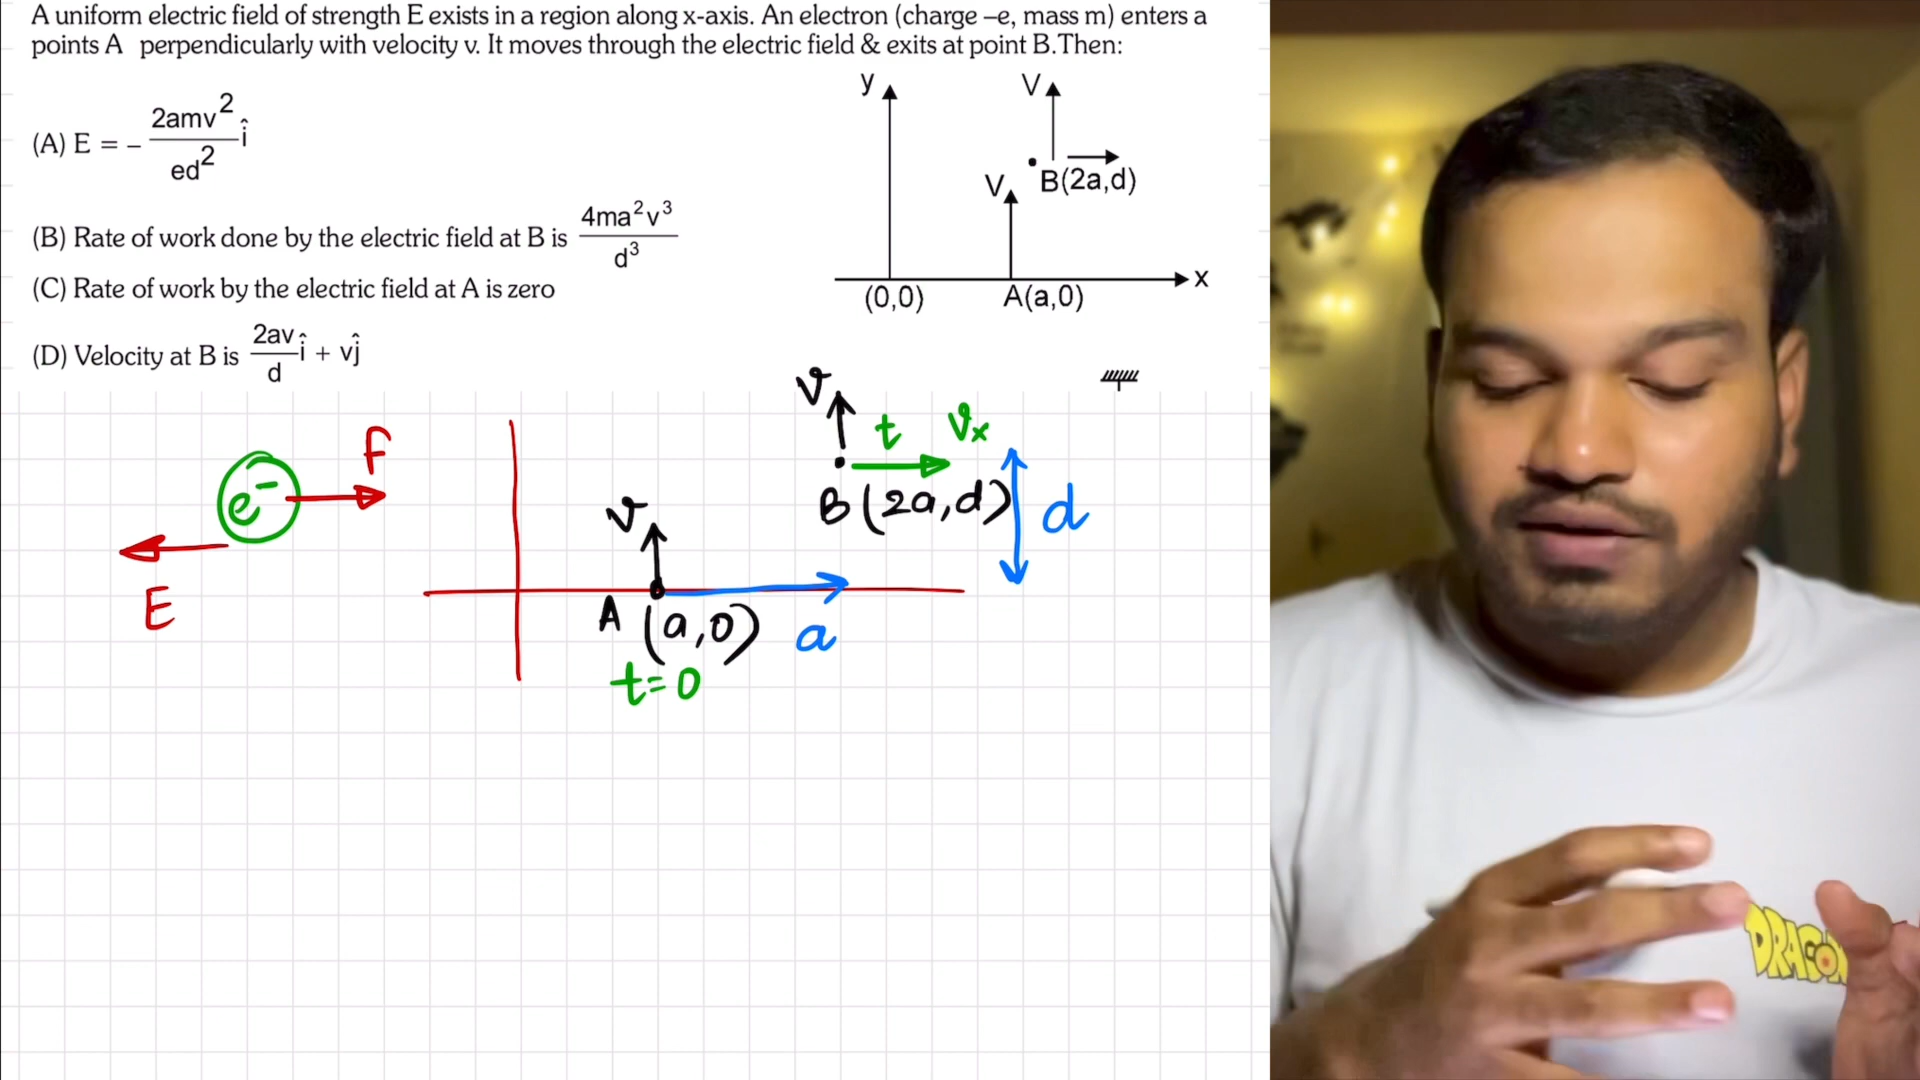 A uniform electric field of strength E exists in a region along x-axis. An electron (charge –e, mass m) enters a
points A perpendicularly with velocity v. It moves through the electric field & exits at point B.Then:
(A) E = – 2amv² / ed² î
(B) Rate of work done by the electric field at B is 4ma²v³ / d³
(C) Rate of work by the electric field at A is zero
(D) Velocity at B is 2av / d î + vĵ
y
V
B(2a,d)
V
x
(0,0)
A(a,0)
v
t
vₓ
F
e⁻
B (2a,d)
d
v
E
A (a,0)
a
t=0
DRAGON